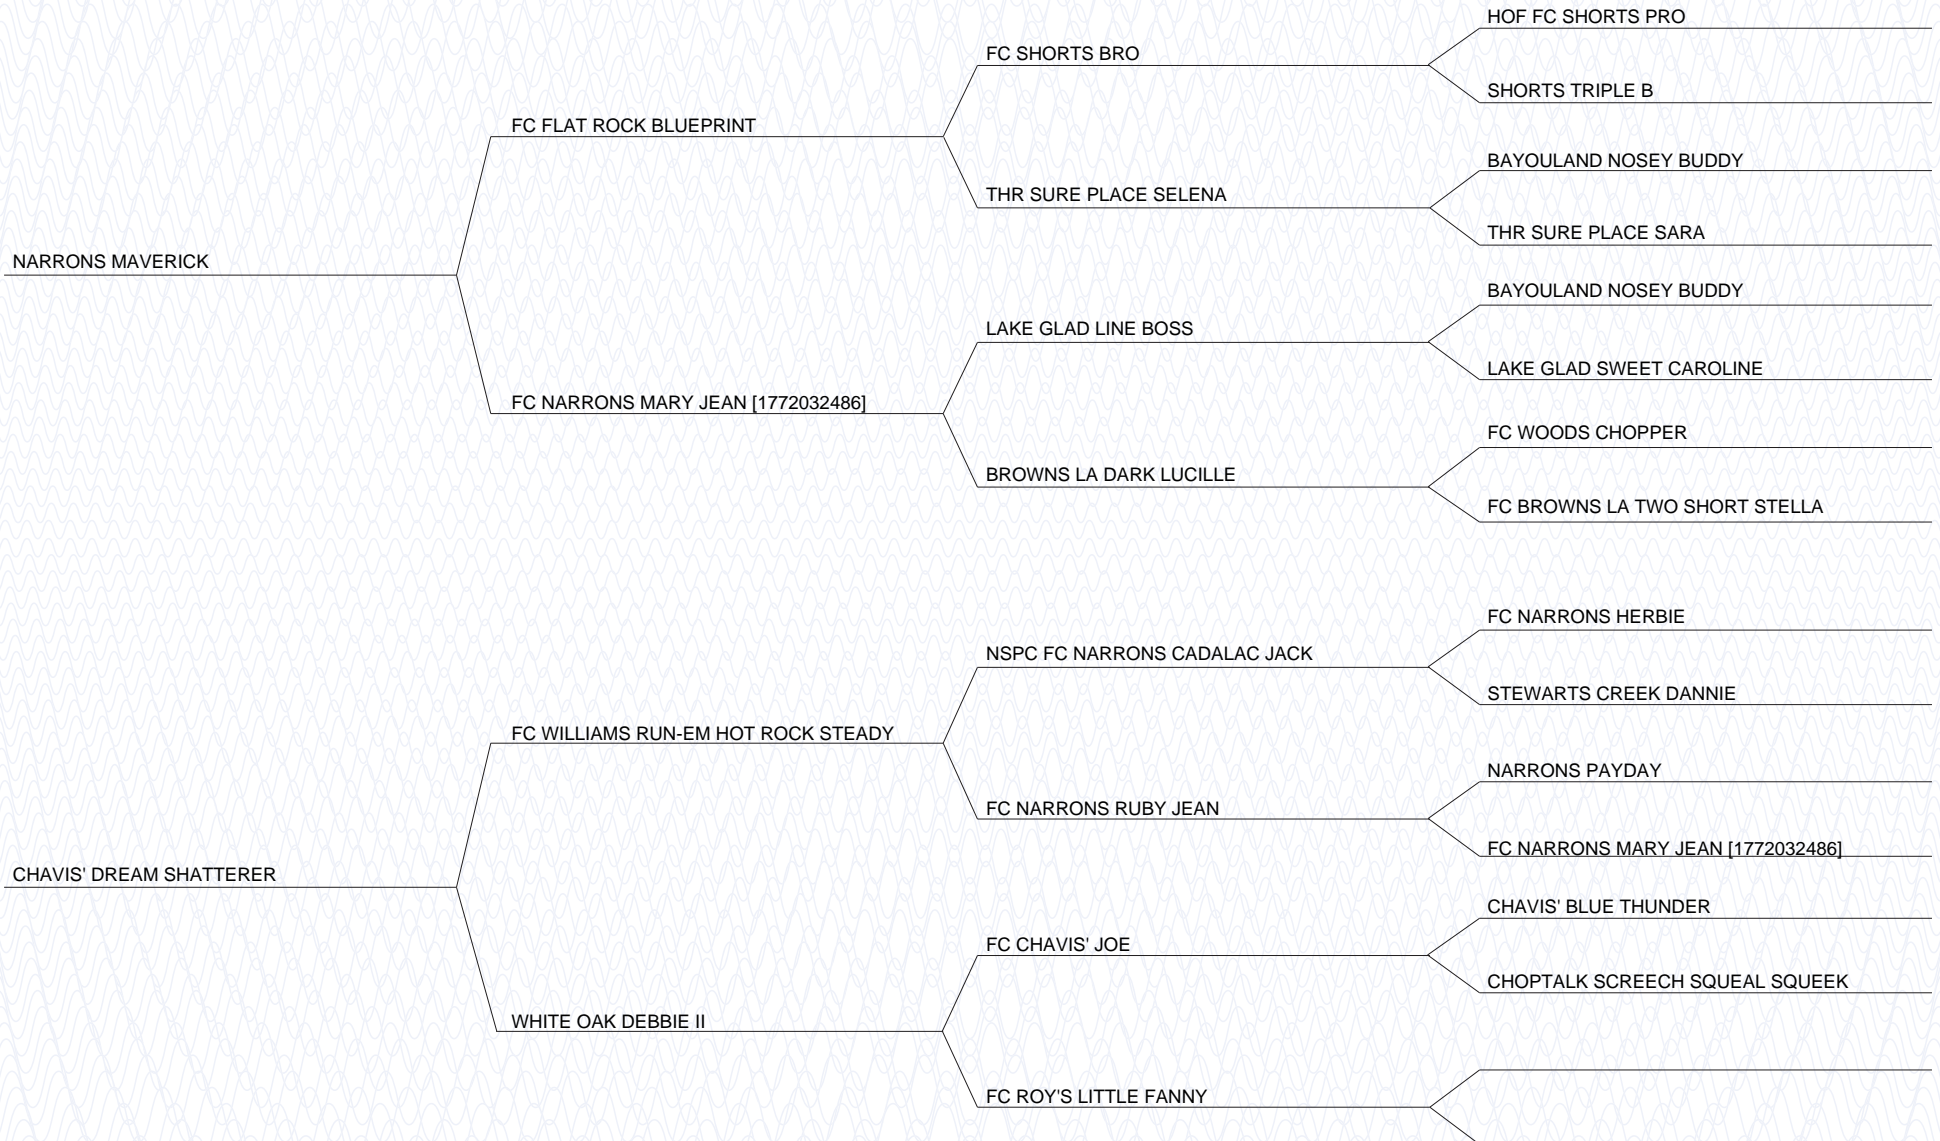 HOF FC SHORTS PRO
FC SHORTS BRO
SHORTS TRIPLE B
FC FLAT ROCK BLUEPRINT
BAYOULAND NOSEY BUDDY
THR SURE PLACE SELENA
THR SURE PLACE SARA
NARRONS MAVERICK
BAYOULAND NOSEY BUDDY
LAKE GLAD LINE BOSS
LAKE GLAD SWEET CAROLINE
FC NARRONS MARY JEAN [1772032486]
FC WOODS CHOPPER
BROWNS LA DARK LUCILLE
FC BROWNS LA TWO SHORT STELLA
FC NARRONS HERBIE
NSPC FC NARRONS CADALAC JACK
STEWARTS CREEK DANNIE
FC WILLIAMS RUN-EM HOT ROCK STEADY
NARRONS PAYDAY
FC NARRONS RUBY JEAN
FC NARRONS MARY JEAN [1772032486]
CHAVIS' DREAM SHATTERER
CHAVIS' BLUE THUNDER
FC CHAVIS' JOE
CHOPTALK SCREECH SQUEAL SQUEEK
WHITE OAK DEBBIE II
FC ROY'S LITTLE FANNY